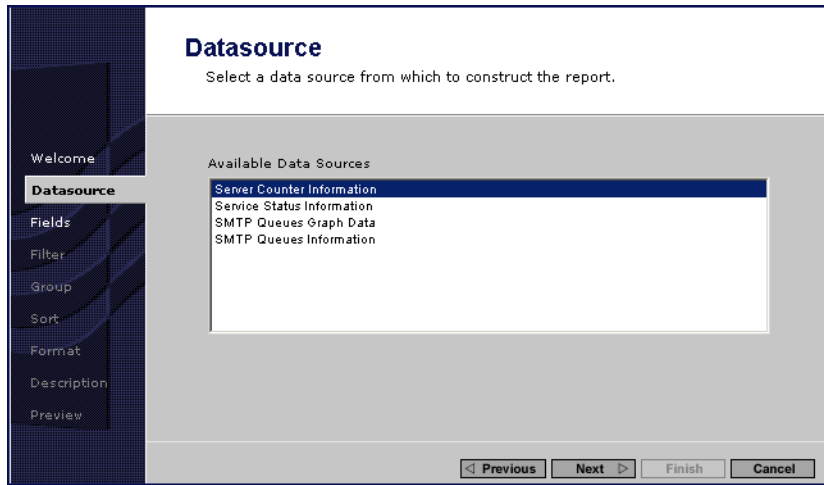 Datasource
Select a data source from which to construct the report.
Welcome
Datasource
Fields
Filter
Group
Sort
Format
Description
Preview
Available Data Sources
Server Counter Information
Service Status Information
SMTP Queues Graph Data
SMTP Queues Information
Previous
Next
Finish
Cancel